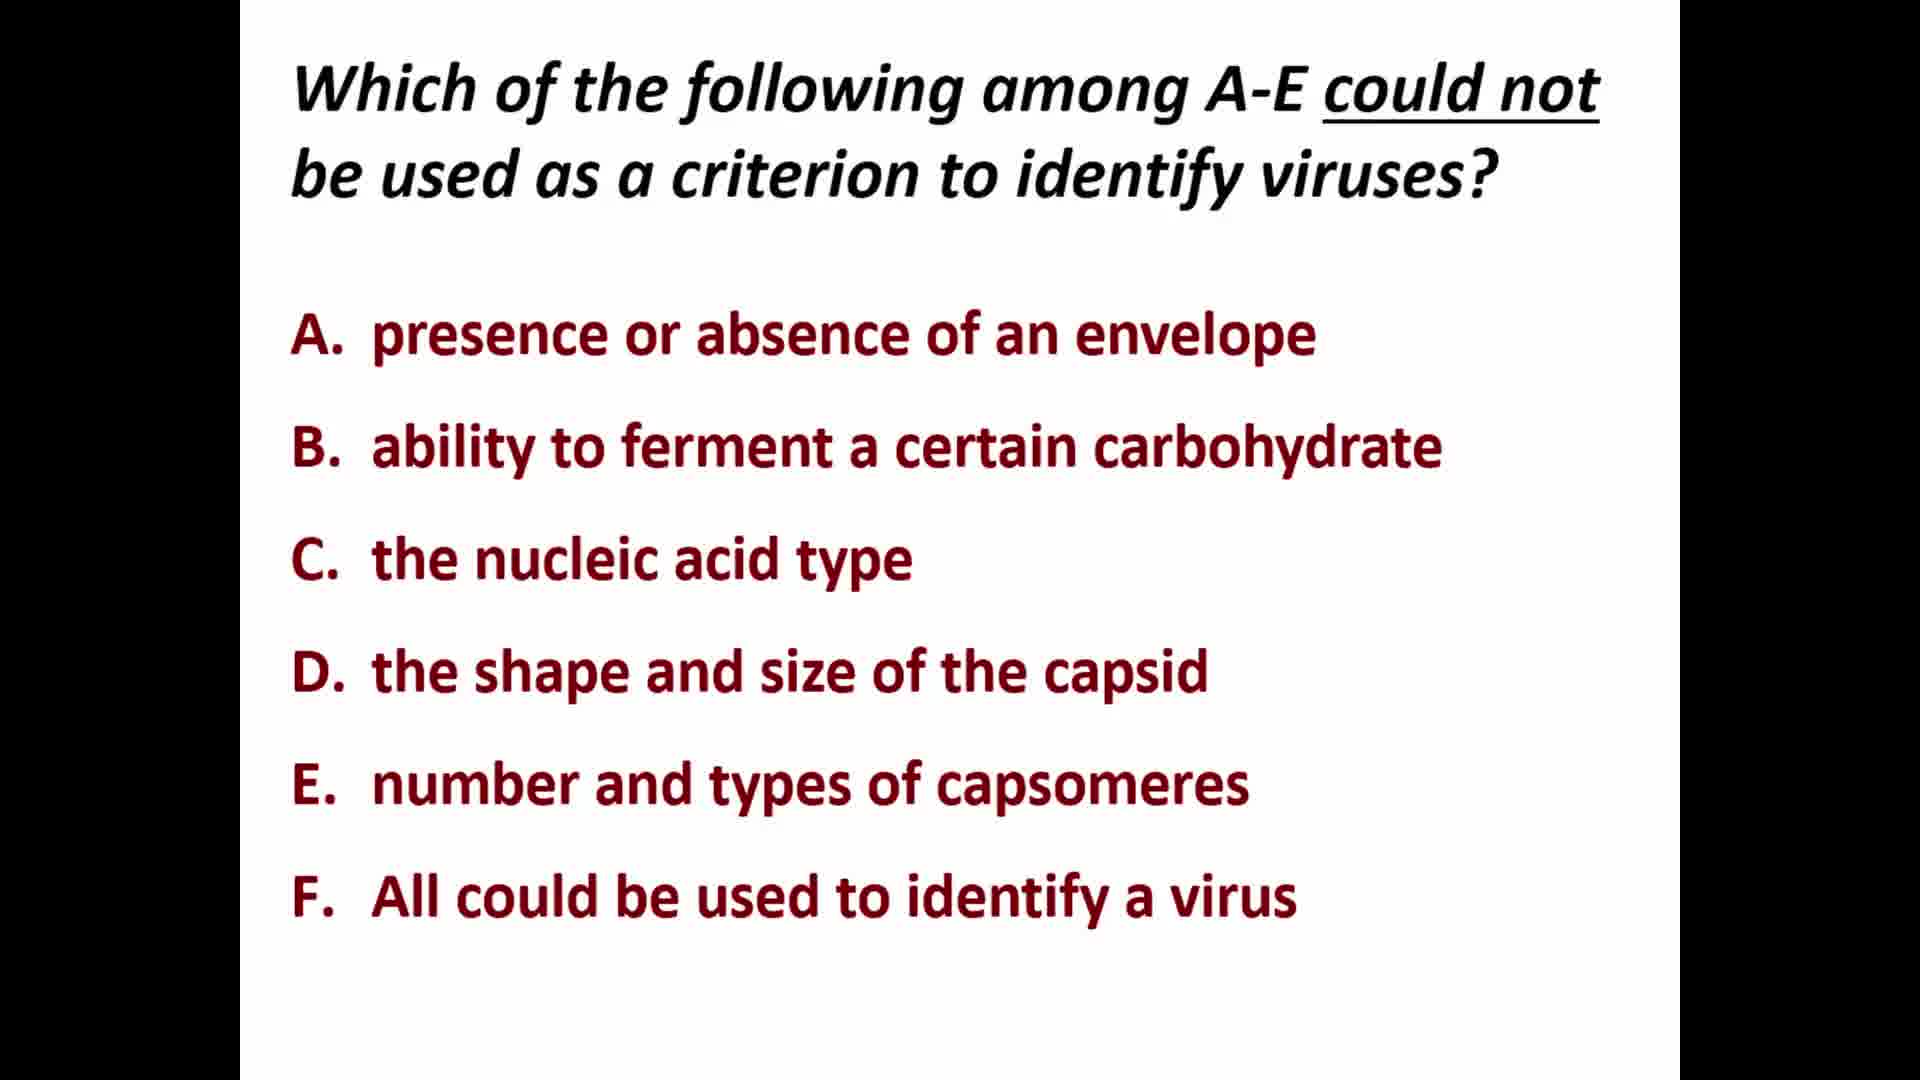 Which of the following among A-E could not
be used as a criterion to identify viruses?
A. presence or absence of an envelope
B. ability to ferment a certain carbohydrate
C. the nucleic acid type
D. the shape and size of the capsid
E. number and types of capsomeres
F. All could be used to identify a virus